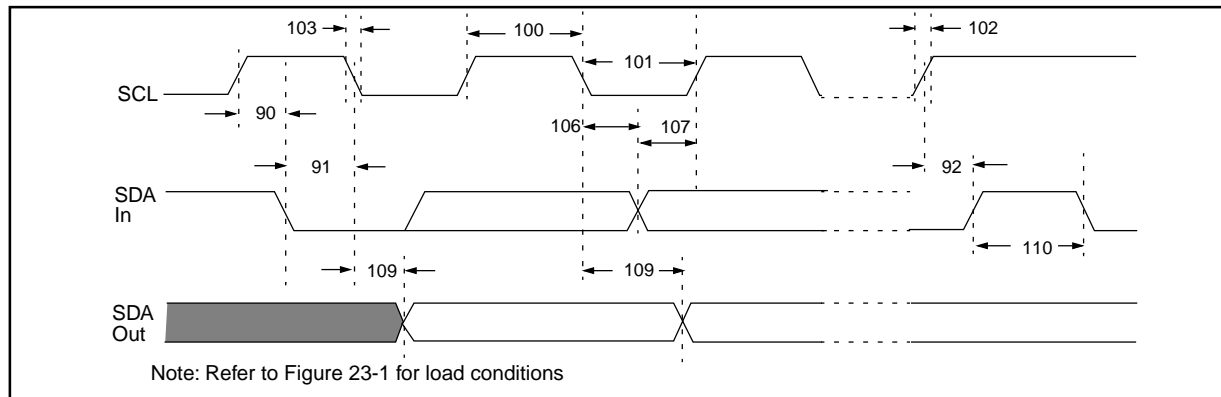 103
100
102
101
SCL
90
106
107
91
92
SDA
In
110
109
109
SDA
Out
Note: Refer to Figure 23-1 for load conditions